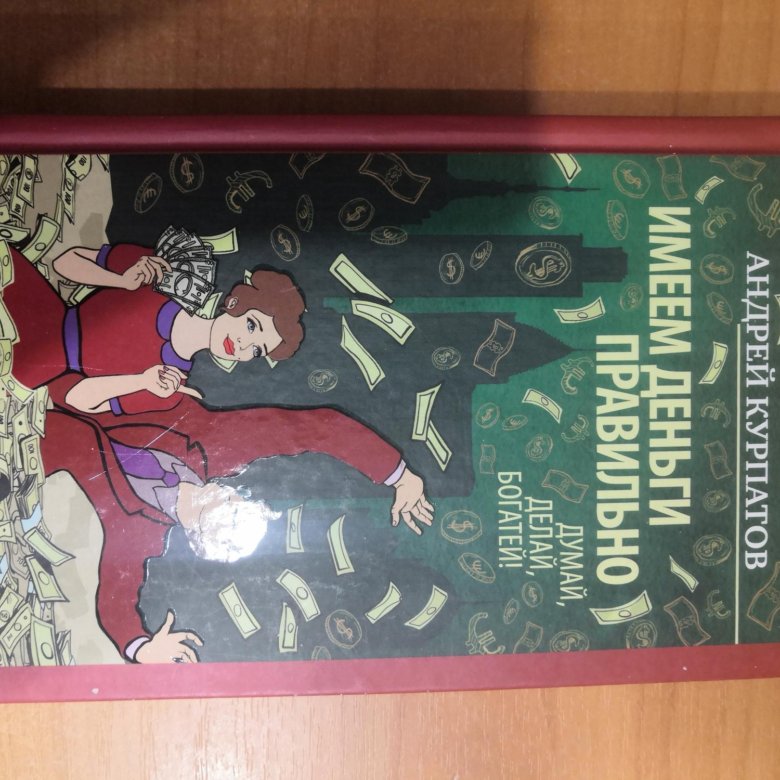 АНДРЕЙ КУРПАТОВ
ИМЕЕМ ДЕНЬГИ
ПРАВИЛЬНО
ДУМАЙ,
ДЕЛАЙ,
БОГАТЕЙ!